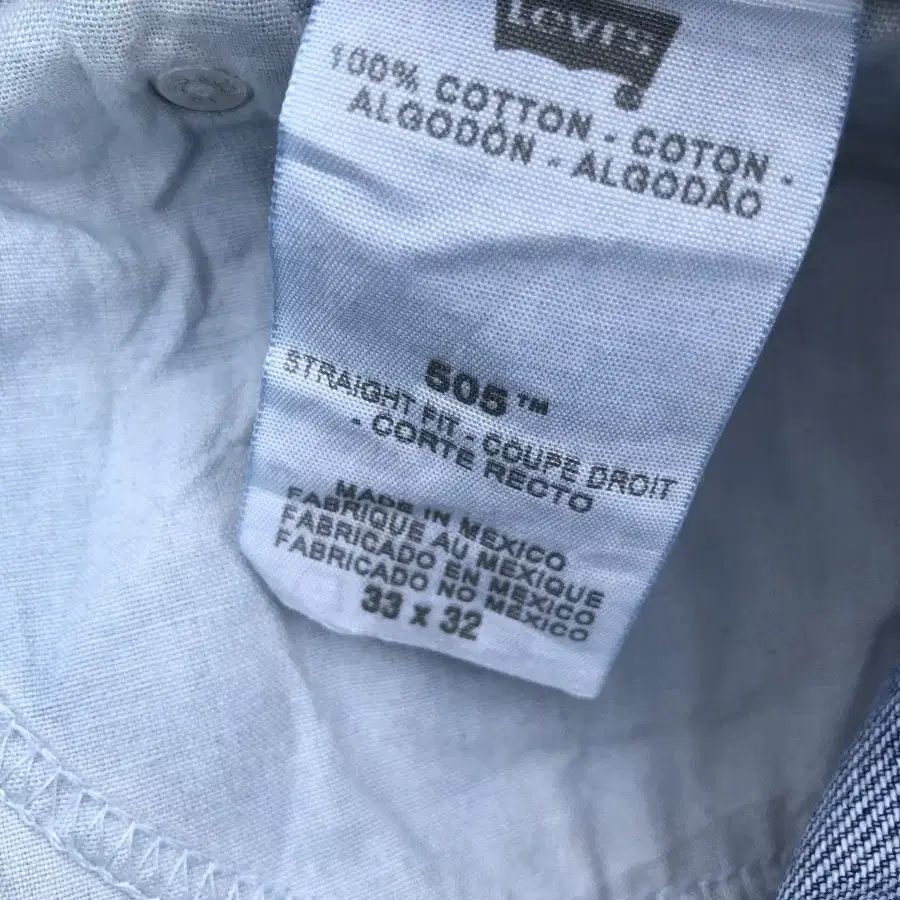 LEVI'S
100% COTTON - COTON -
ALGODÓN - ALGODÃO
505™
STRAIGHT FIT - COUPE DROIT
- CORTE RECTO
MADE IN MEXICO
FABRIQUE AU MEXIQUE
FABRICADO EN MEXICO
FABRICADO NO MEXICO
33 x 32